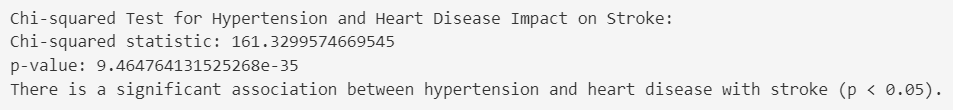 Chi-squared Test for Hypertension and Heart Disease Impact on Stroke:
Chi-squared statistic: 161.3299574669545
p-value: 9.464764131525268e-35
There is a significant association between hypertension and heart disease with stroke (p < 0.05).